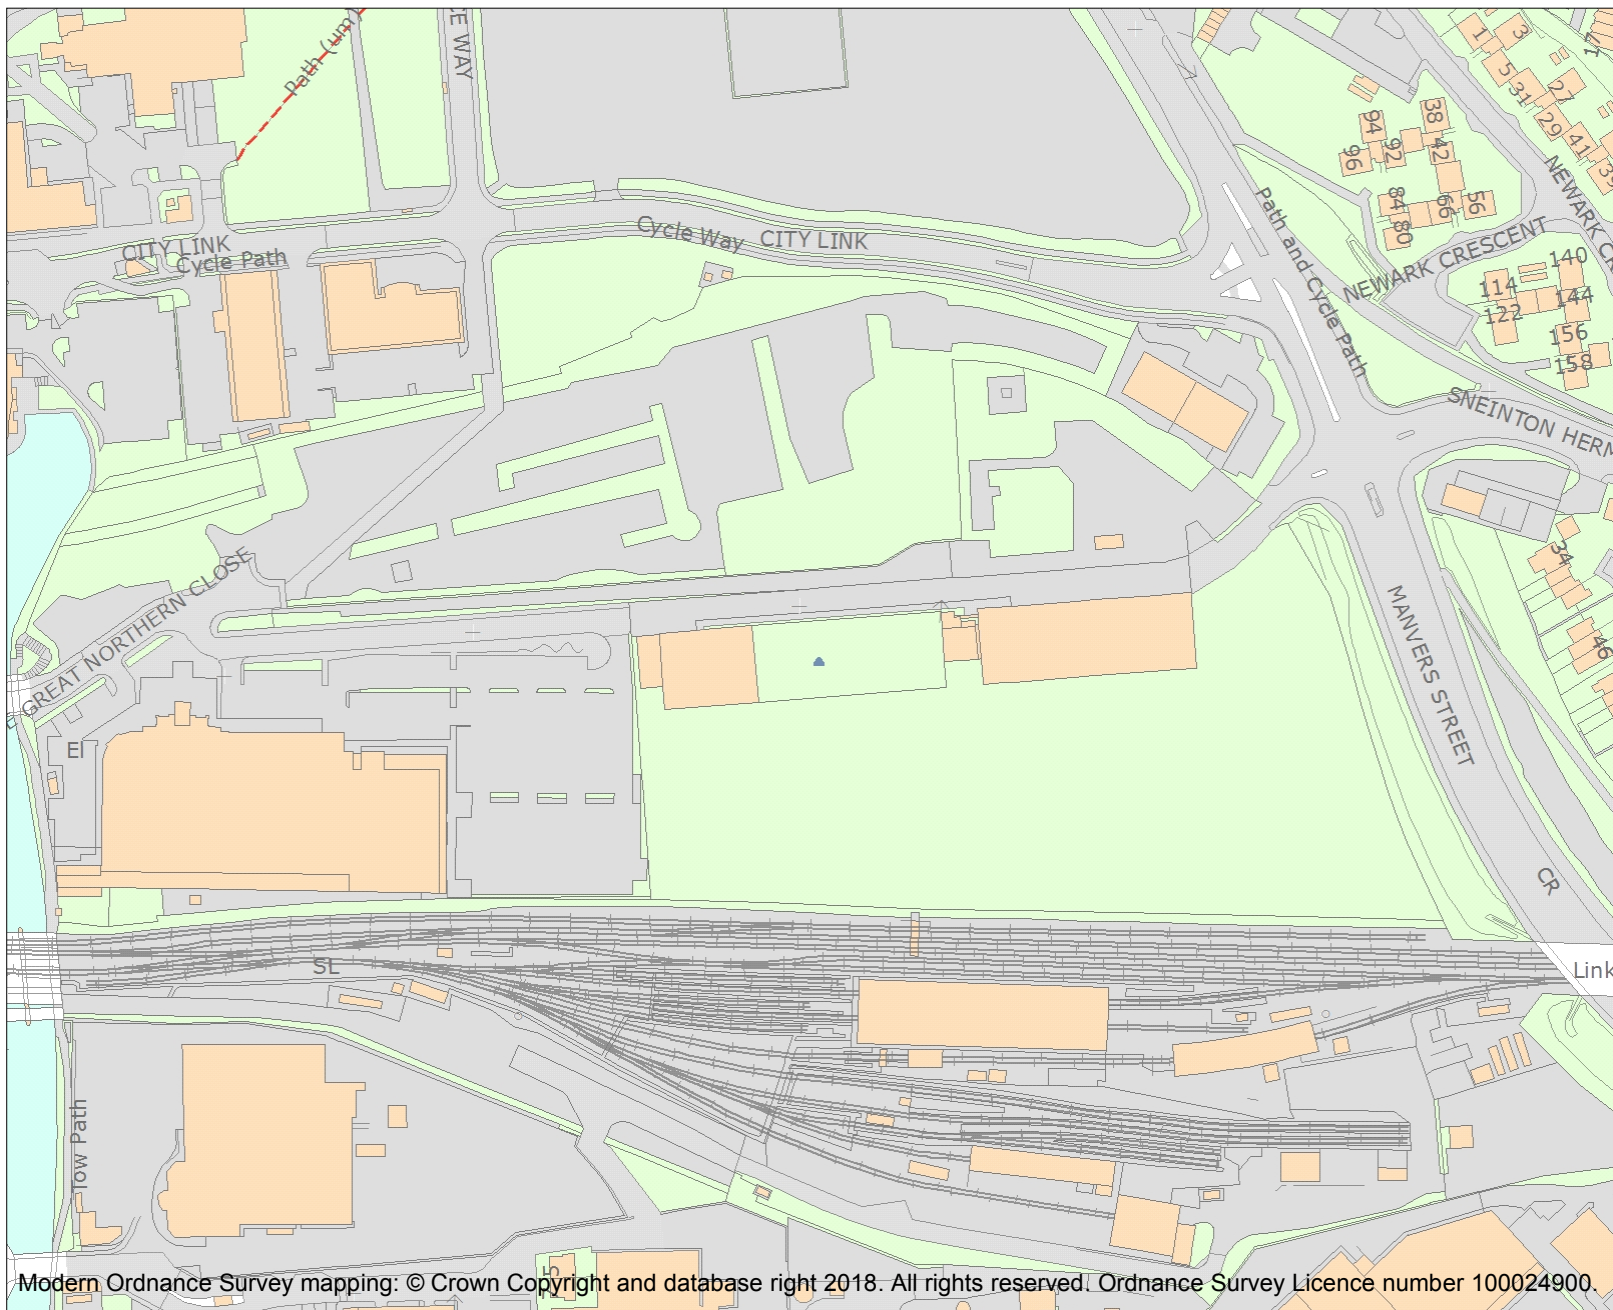 Path (um)
CE WAY
1
3
17
5
31
27
29
41
39
38
94
92
42
96
84
66
56
80
NEWARK CRESCENT
NEWARK CR
140
114
144
122
156
158
CITY LINK
Cycle Path
Cycle Way CITY LINK
Path and Cycle Path
SNEINTON HERM
34
46
GREAT NORTHERN CLOSE
MANVERS STREET
El
CR
SL
Link
Tow Path
Modern Ordnance Survey mapping: © Crown Copyright and database right 2018. All rights reserved. Ordnance Survey Licence number 100024900.